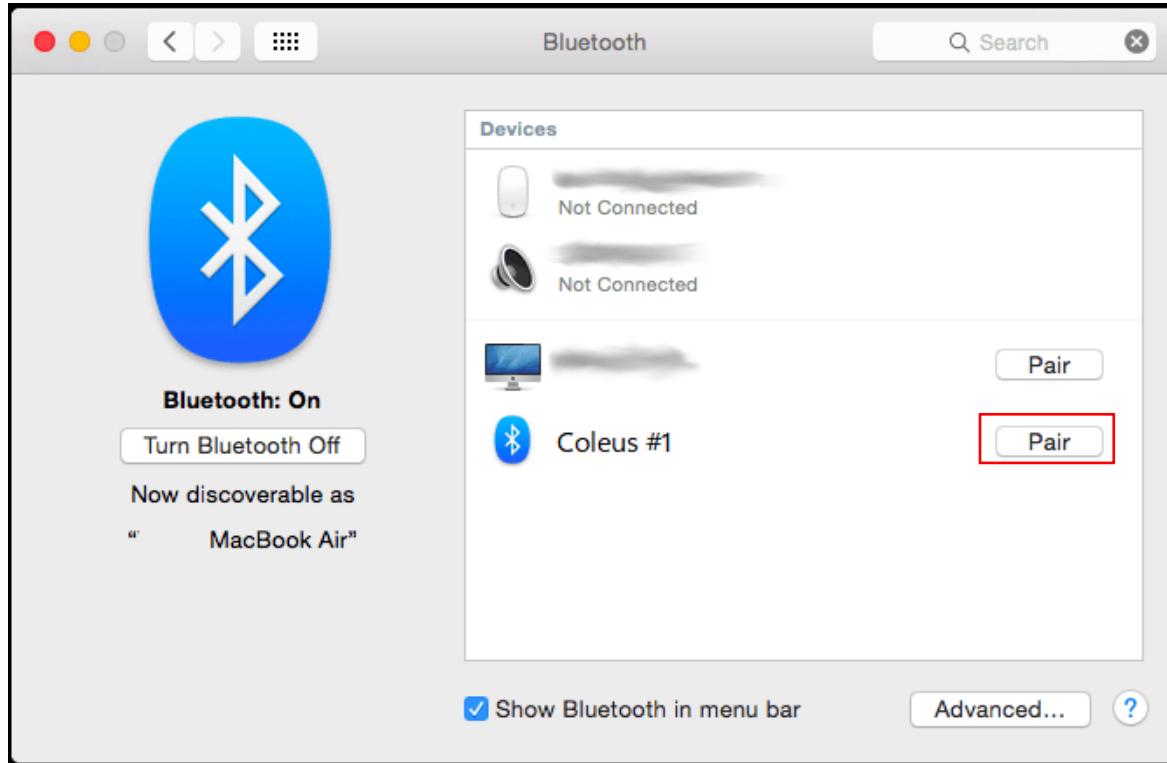 Bluetooth
Search
Devices
Not Connected
Not Connected
Pair
Coleus #1
Pair
Bluetooth: On
Turn Bluetooth Off
Now discoverable as
“ MacBook Air”
Show Bluetooth in menu bar
Advanced...
?